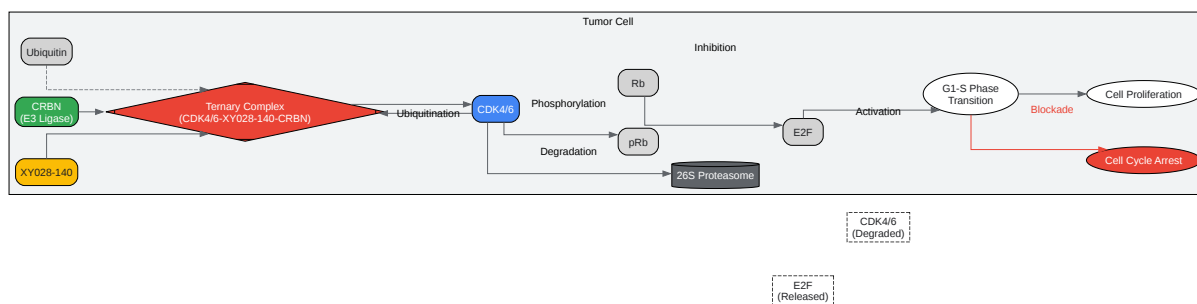 Tumor Cell
Ubiquitin
CRBN
(E3 Ligase)
XY028-140
Ternary Complex
(CDK4/6-XY028-140-CRBN)
Ubiquitination
CDK4/6
Phosphorylation
Degradation
Inhibition
Rb
pRb
26S Proteasome
E2F
Activation
G1-S Phase
Transition
Blockade
Cell Proliferation
Cell Cycle Arrest
CDK4/6
(Degraded)
E2F
(Released)